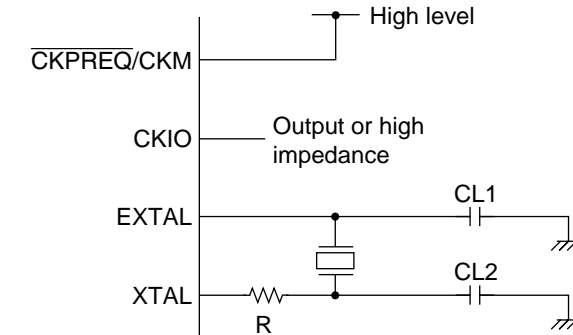 High level
CKPREQ/CKM
CKIO
Output or high
impedance
EXTAL
CL1
XTAL
R
CL2